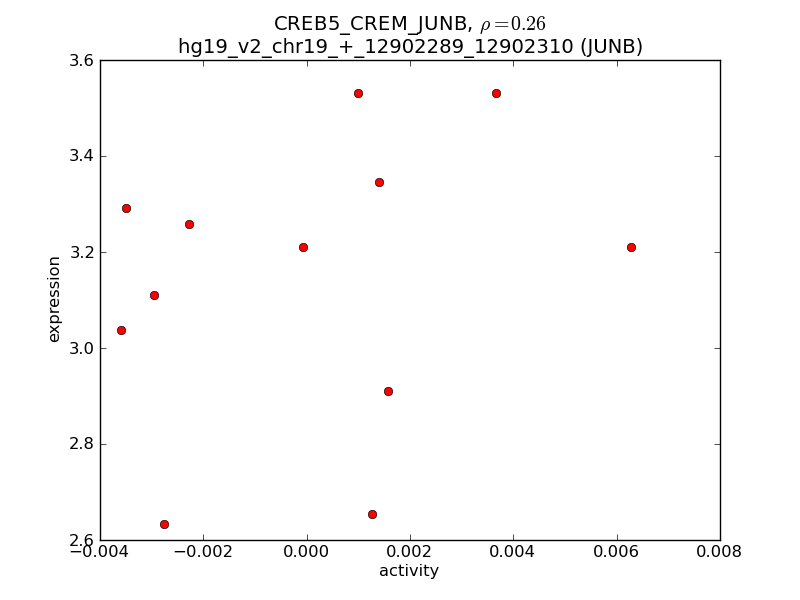 CREB5_CREM_JUNB, ρ = 0.26
hg19_v2_chr19_+_12902289_12902310 (JUNB)
3.6
3.4
3.2
3.0
2.8
2.6
expression
−0.004 −0.002 0.000 0.002 0.004 0.006 0.008
activity